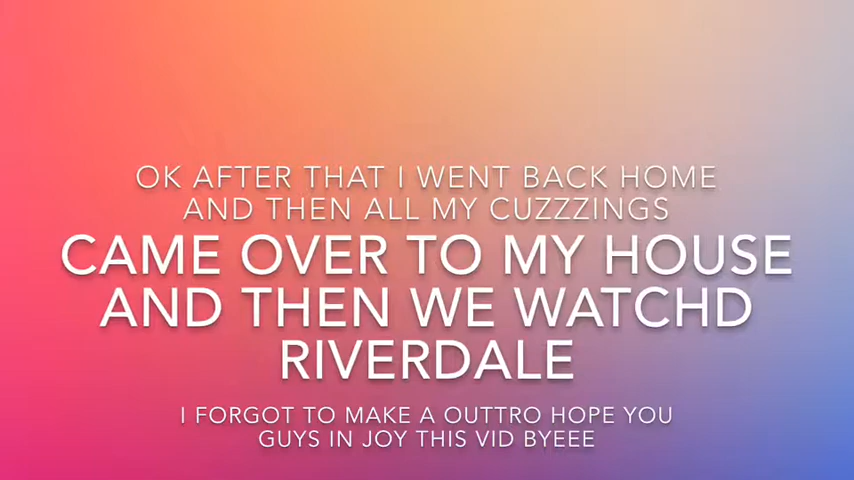 OK AFTER THAT I WENT BACK HOME
AND THEN ALL MY CUZZZINGS
CAME OVER TO MY HOUSE
AND THEN WE WATCHD
RIVERDALE
I FORGOT TO MAKE A OUTTRO HOPE YOU
GUYS IN JOY THIS VID BYEEE